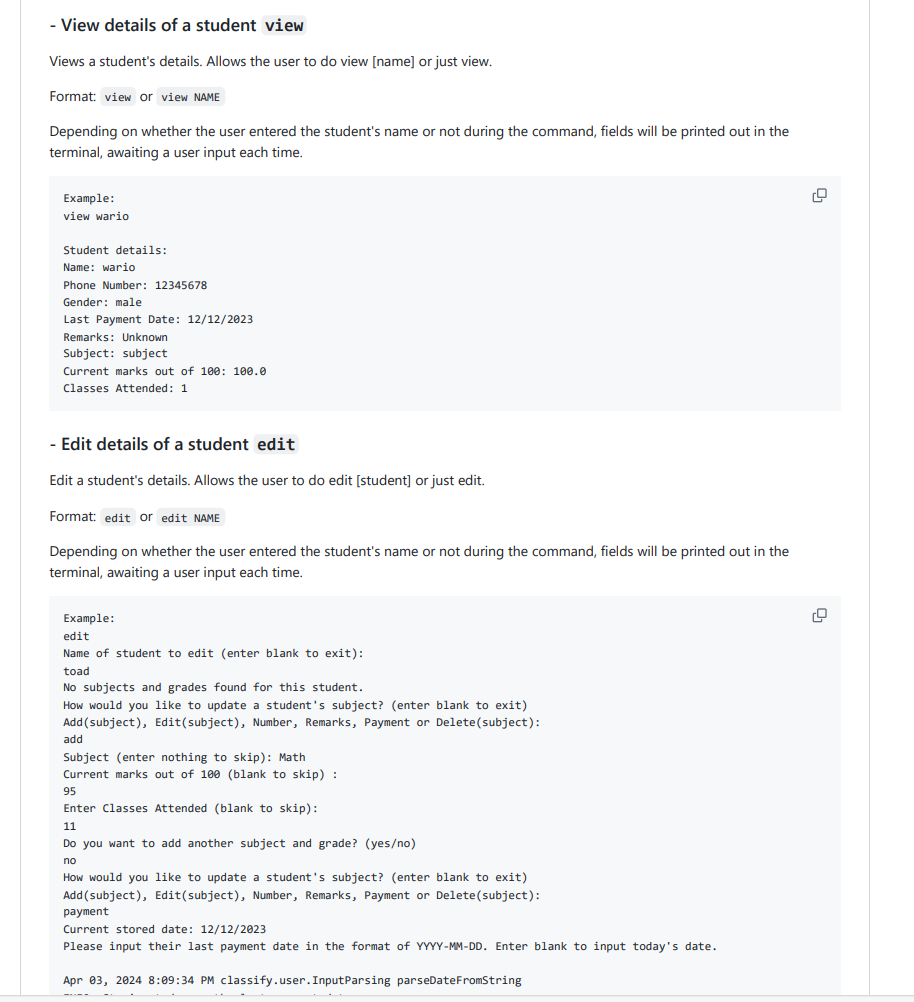 - View details of a student view
Views a student's details. Allows the user to do view [name] or just view.
Format: view or view NAME
Depending on whether the user entered the student's name or not during the command, fields will be printed out in the
terminal, awaiting a user input each time.
Example:
view wario
Student details:
Name: wario
Phone Number: 12345678
Gender: male
Last Payment Date: 12/12/2023
Remarks: Unknown
Subject: subject
Current marks out of 100: 100.0
Classes Attended: 1
- Edit details of a student edit
Edit a student's details. Allows the user to do edit [student] or just edit.
Format: edit or edit NAME
Depending on whether the user entered the student's name or not during the command, fields will be printed out in the
terminal, awaiting a user input each time.
Example:
edit
Name of student to edit (enter blank to exit):
toad
No subjects and grades found for this student.
How would you like to update a student's subject? (enter blank to exit)
Add(subject), Edit(subject), Number, Remarks, Payment or Delete(subject):
add
Subject (enter nothing to skip): Math
Current marks out of 100 (blank to skip) :
95
Enter Classes Attended (blank to skip):
11
Do you want to add another subject and grade? (yes/no)
no
How would you like to update a student's subject? (enter blank to exit)
Add(subject), Edit(subject), Number, Remarks, Payment or Delete(subject):
payment
Current stored date: 12/12/2023
Please input their last payment date in the format of YYYY-MM-DD. Enter blank to input today's date.
Apr 03, 2024 8:09:34 PM classify.user.InputParsing parseDateFromString